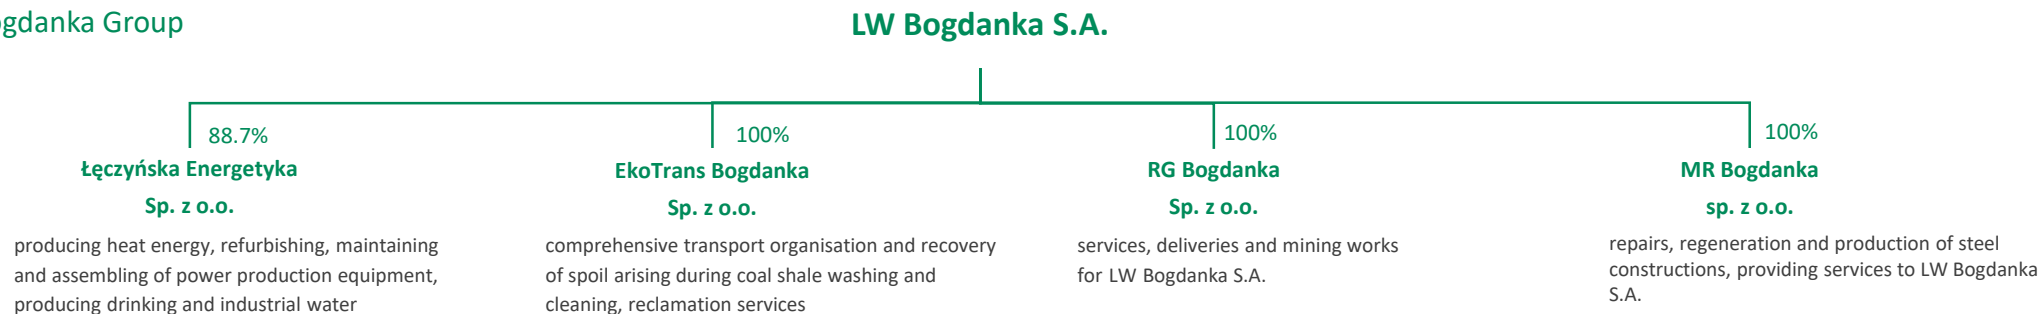 ogdanka Group
LW Bogdanka S.A.
88.7%
Łęczyńska Energetyka
Sp. z o.o.
producing heat energy, refurbishing, maintaining
and assembling of power production equipment,
producing drinking and industrial water
100%
EkoTrans Bogdanka
Sp. z o.o.
comprehensive transport organisation and recovery
of spoil arising during coal shale washing and
cleaning, reclamation services
100%
RG Bogdanka
Sp. z o.o.
services, deliveries and mining works
for LW Bogdanka S.A.
100%
MR Bogdanka
sp. z o.o.
repairs, regeneration and production of steel
constructions, providing services to LW Bogdanka
S.A.